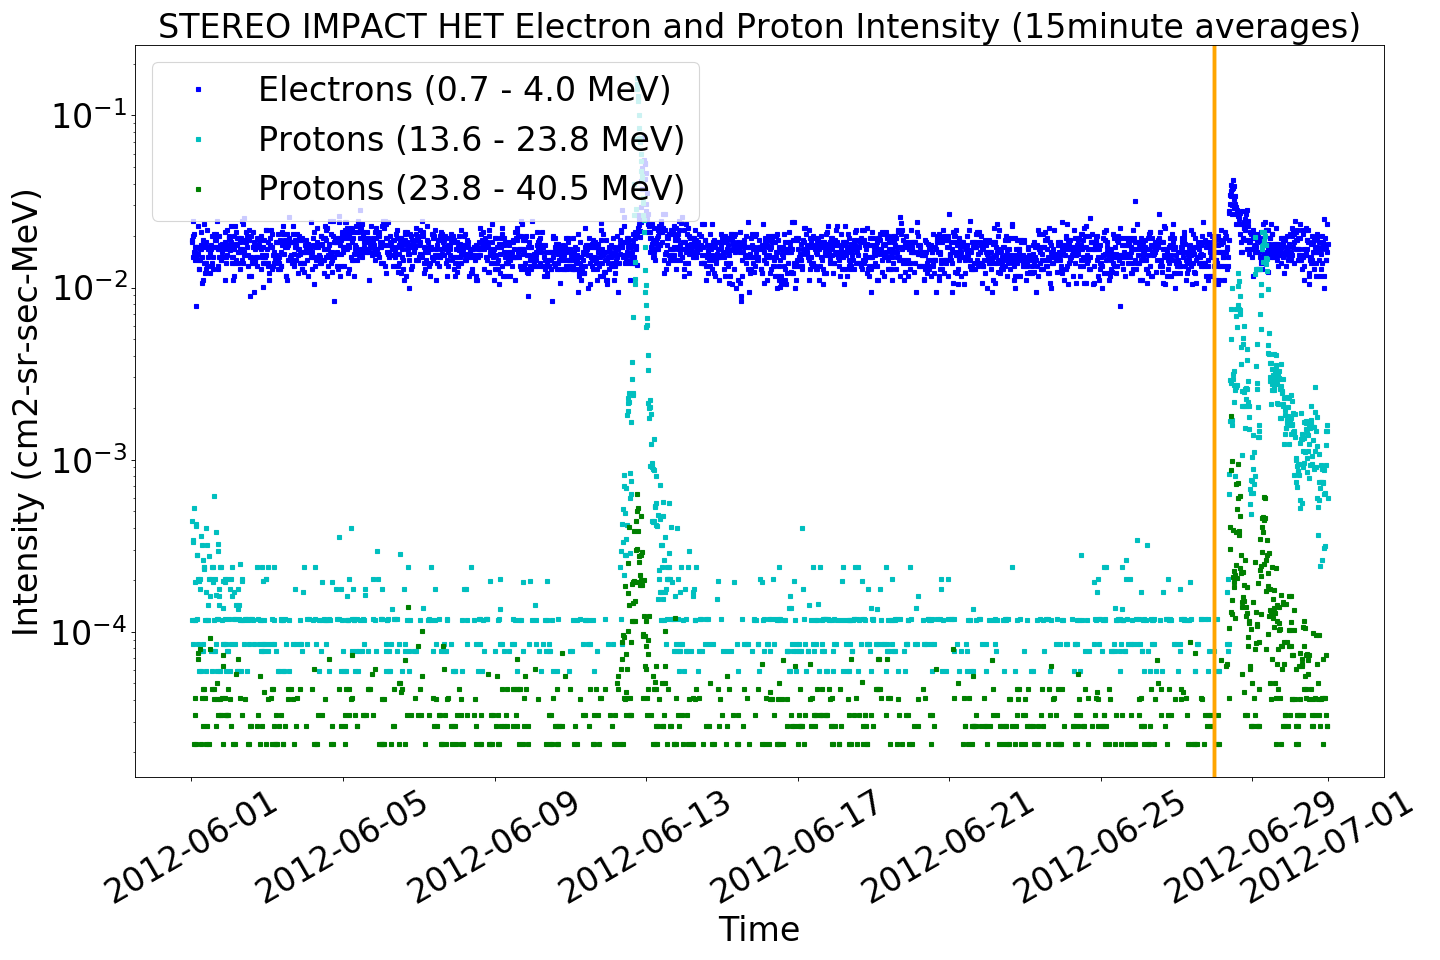 STEREO IMPACT HET Electron and Proton Intensity (15minute averages)
Electrons (0.7 - 4.0 MeV)
Protons (13.6 - 23.8 MeV)
Protons (23.8 - 40.5 MeV)
Intensity (cm2-sr-sec-MeV)
10⁻¹
10⁻²
10⁻³
10⁻⁴
2012-06-01
2012-06-05
2012-06-09
2012-06-13
2012-06-17
2012-06-21
2012-06-25
2012-06-29
2012-07-01
Time